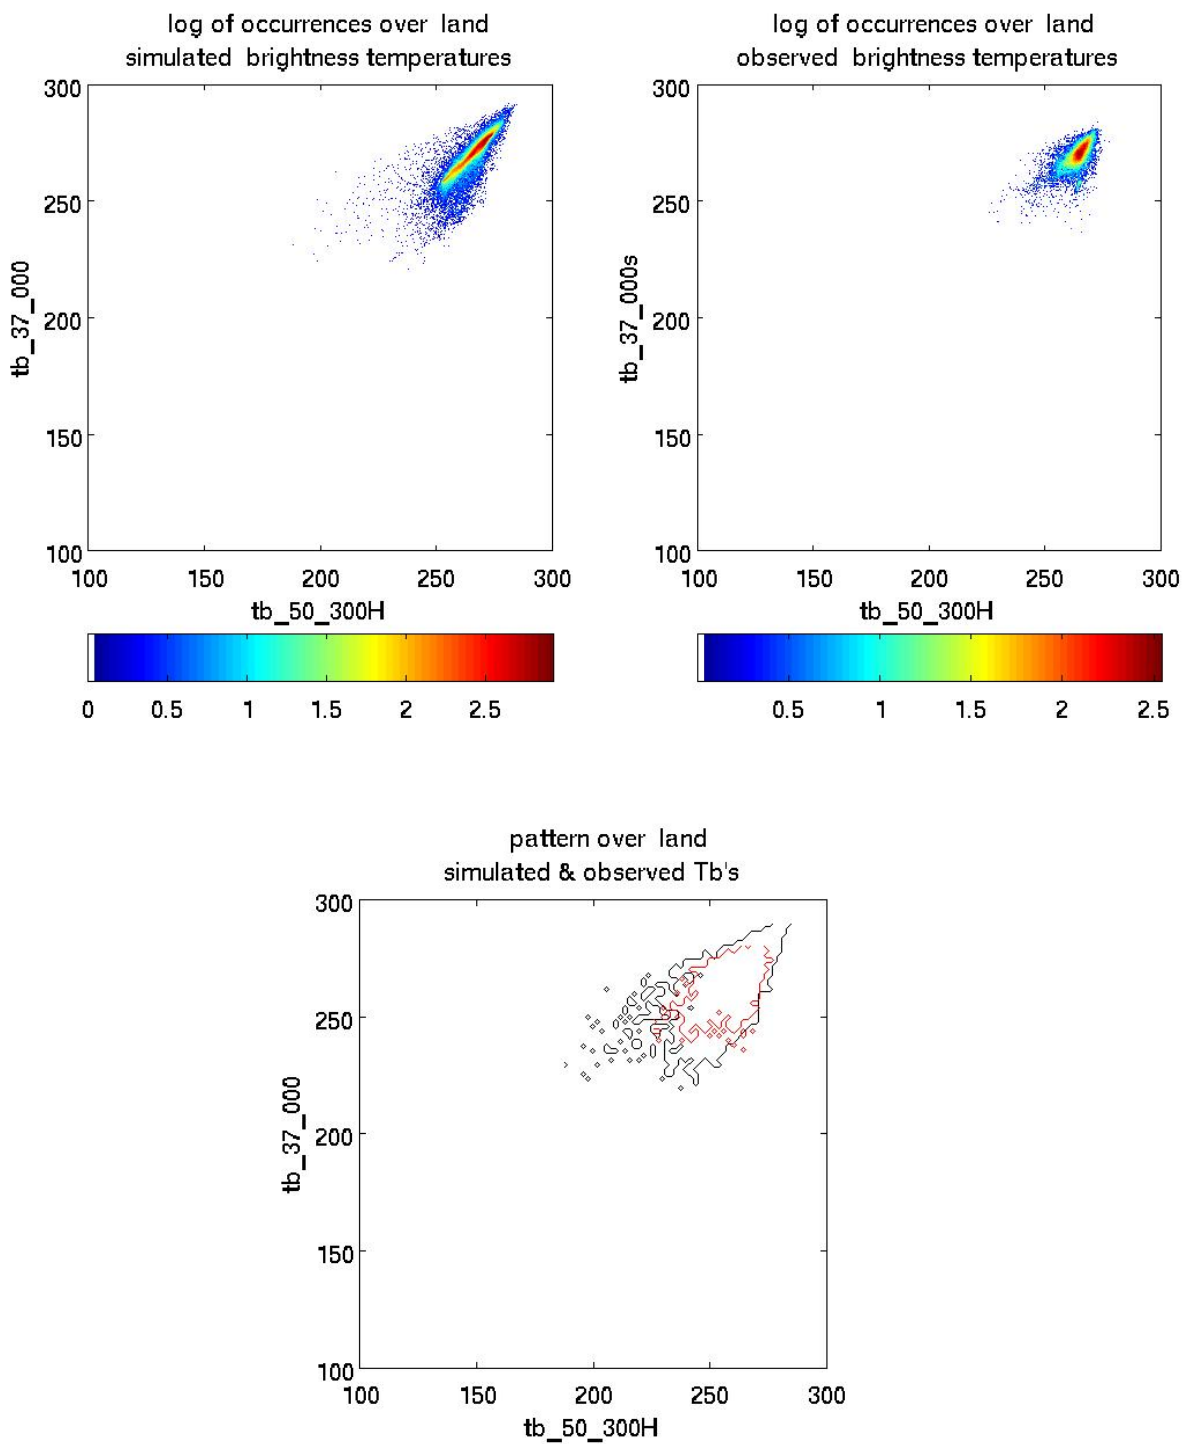 log of occurrences over land
simulated brightness temperatures
300
250
200
150
100
tb_37_000
100 150 200 250 300
tb_50_300H
0 0.5 1 1.5 2 2.5
log of occurrences over land
observed brightness temperatures
300
250
200
150
100
tb_37_000s
100 150 200 250 300
tb_50_300H
0.5 1 1.5 2 2.5
pattern over land
simulated & observed Tb's
300
250
200
150
100
tb_37_000
100 150 200 250 300
tb_50_300H